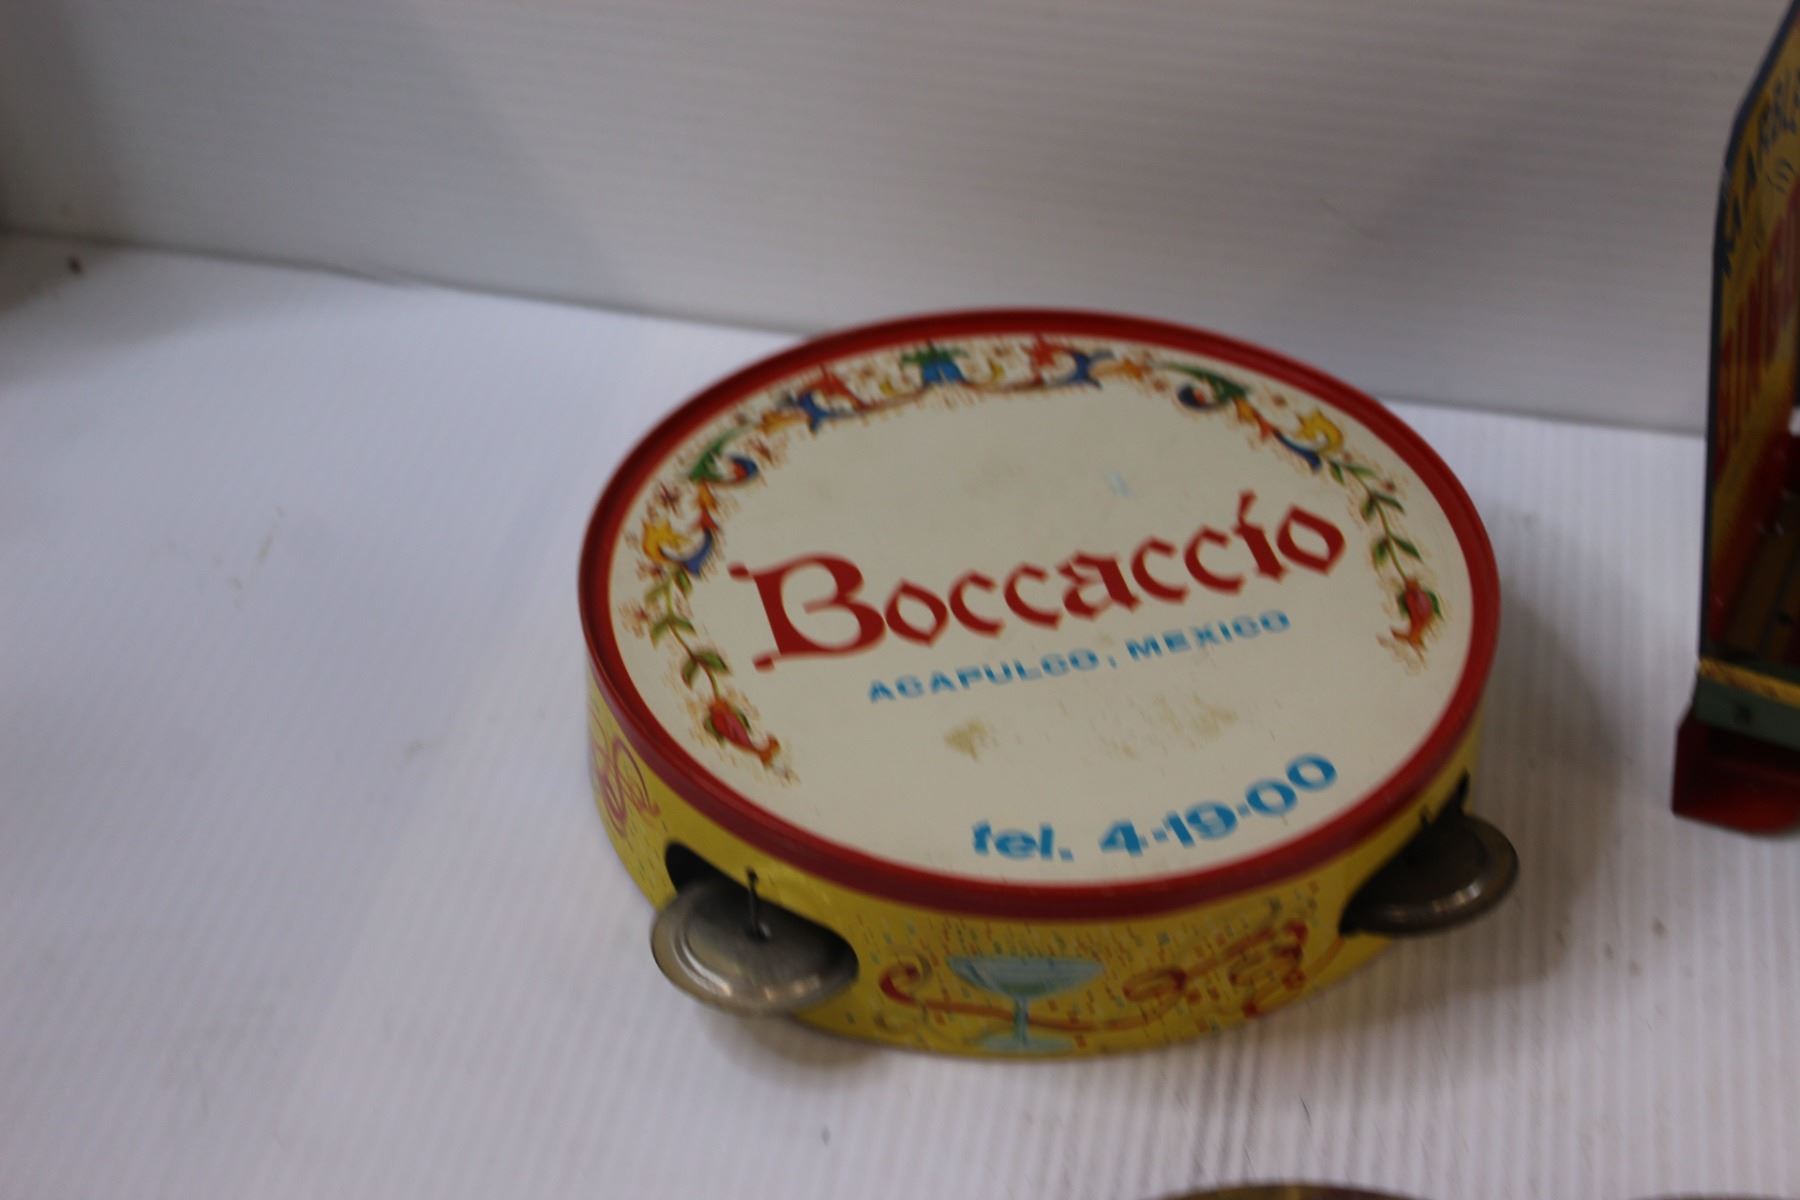 Boccaccio
ACAPULCO, MEXICO
tel. 4-19-00